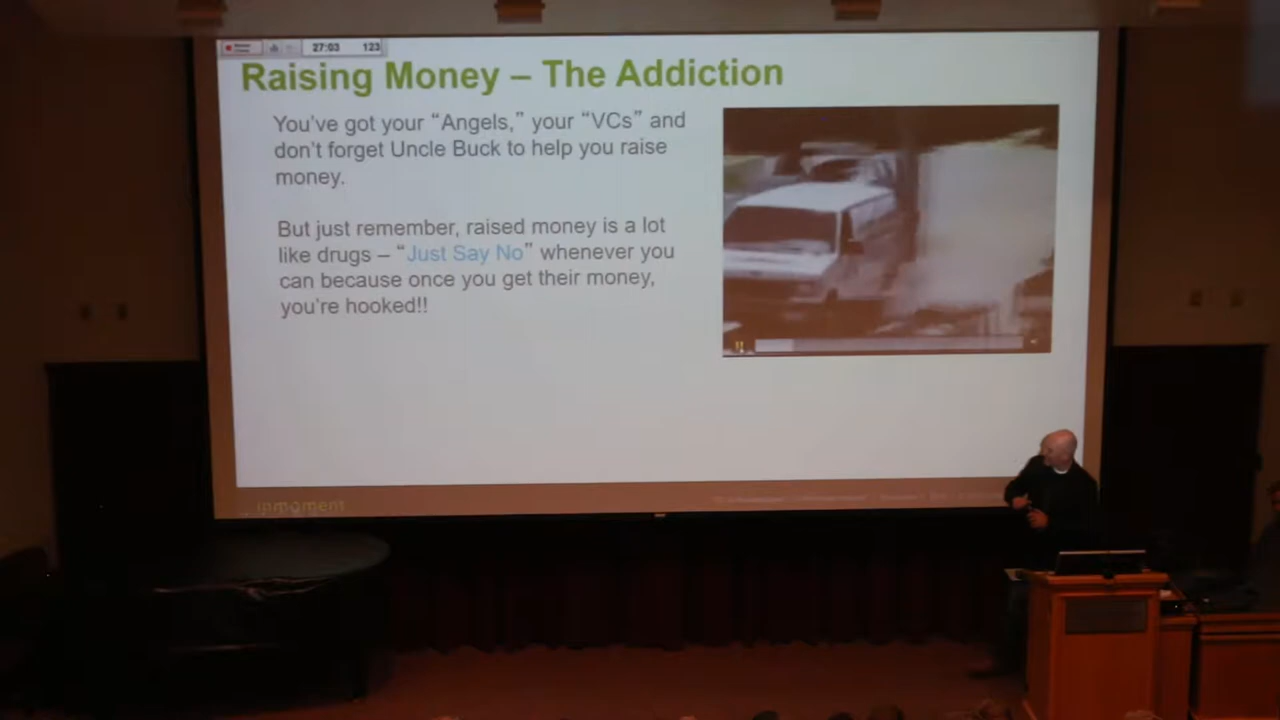 27:03 123
Raising Money – The Addiction
You've got your “Angels,” your “VCs” and
don't forget Uncle Buck to help you raise
money.
But just remember, raised money is a lot
like drugs – “Just Say No” whenever you
can because once you get their money,
you're hooked!!
inmoment